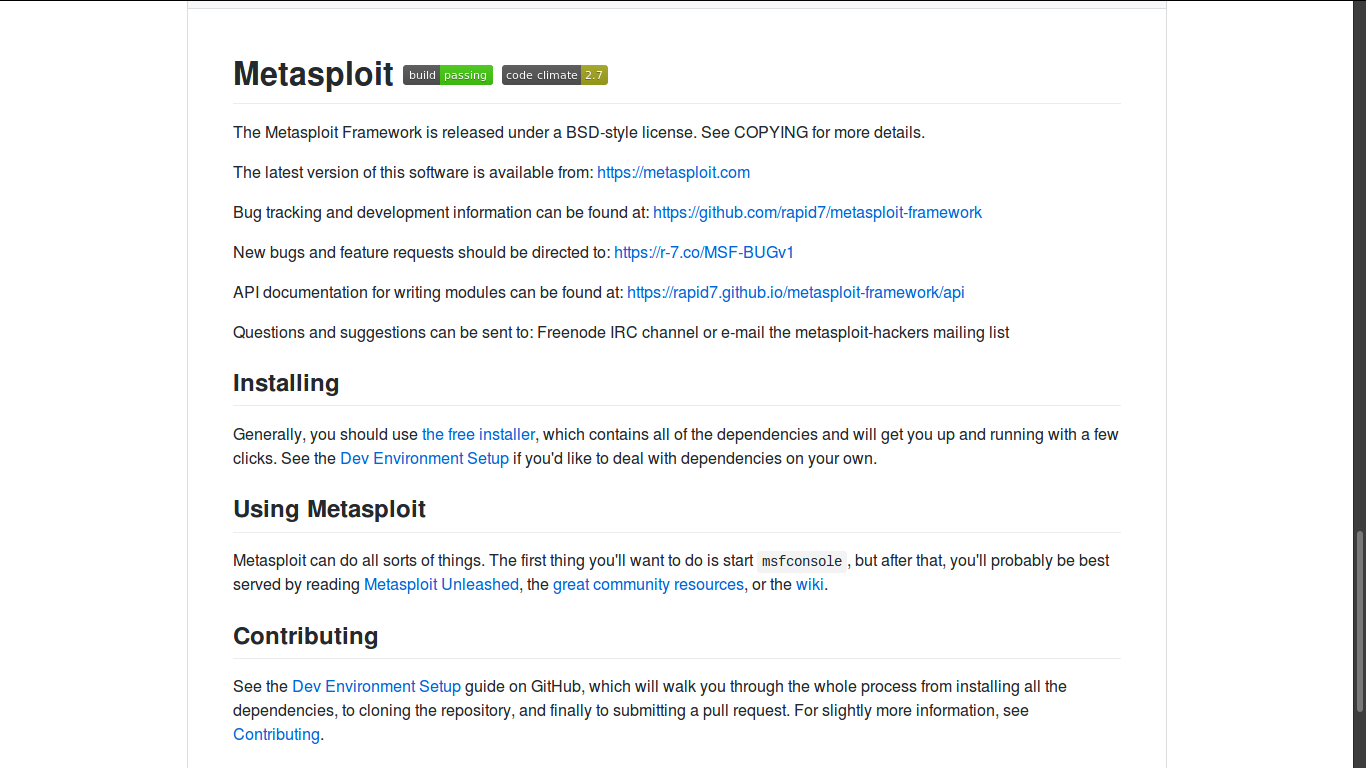 Metasploit build passing code climate 2.7
The Metasploit Framework is released under a BSD-style license. See COPYING for more details.
The latest version of this software is available from: https://metasploit.com
Bug tracking and development information can be found at: https://github.com/rapid7/metasploit-framework
New bugs and feature requests should be directed to: https://r-7.co/MSF-BUGv1
API documentation for writing modules can be found at: https://rapid7.github.io/metasploit-framework/api
Questions and suggestions can be sent to: Freenode IRC channel or e-mail the metasploit-hackers mailing list
Installing
Generally, you should use the free installer, which contains all of the dependencies and will get you up and running with a few
clicks. See the Dev Environment Setup if you'd like to deal with dependencies on your own.
Using Metasploit
Metasploit can do all sorts of things. The first thing you'll want to do is start msfconsole, but after that, you'll probably be best
served by reading Metasploit Unleashed, the great community resources, or the wiki.
Contributing
See the Dev Environment Setup guide on GitHub, which will walk you through the whole process from installing all the
dependencies, to cloning the repository, and finally to submitting a pull request. For slightly more information, see
Contributing.